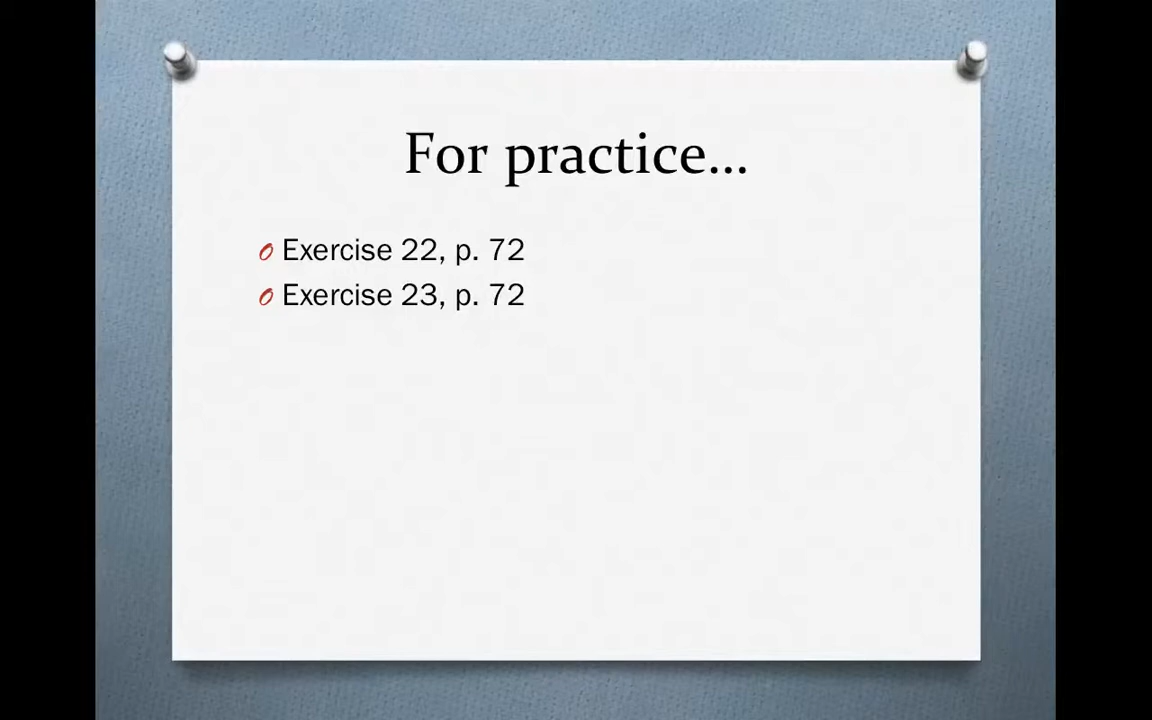 For practice...
Exercise 22, p. 72
Exercise 23, p. 72